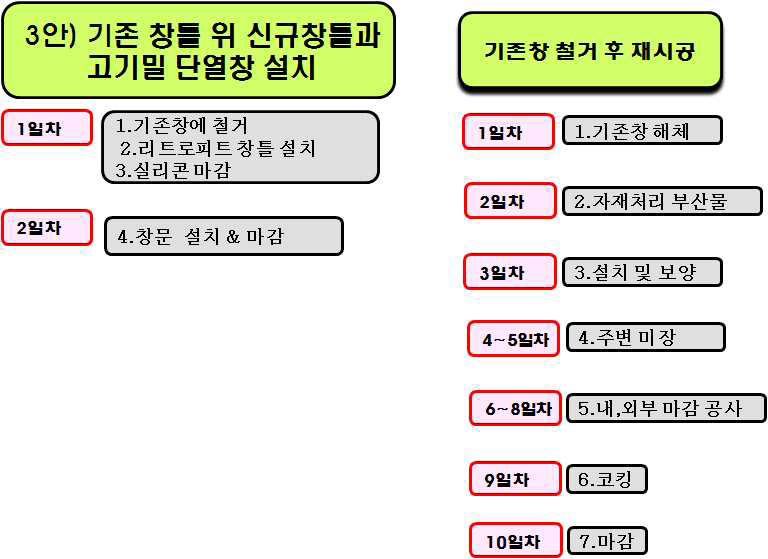 3안) 기존 창틀 위 신규창틀과
고기밀 단열창 설치
1일차
1.기존창에 철거
2.리트로피트 창틀 설치
3.실리콘 마감
2일차
4.창문 설치 & 마감
기존창 철거 후 재시공
1일차
1.기존창 해체
2일차
2.자재처리 부산물
3일차
3.설치 및 보양
4~5일차
4.주변 미장
6~8일차
5.내,외부 마감 공사
9일차
6.코킹
10일차
7.마감